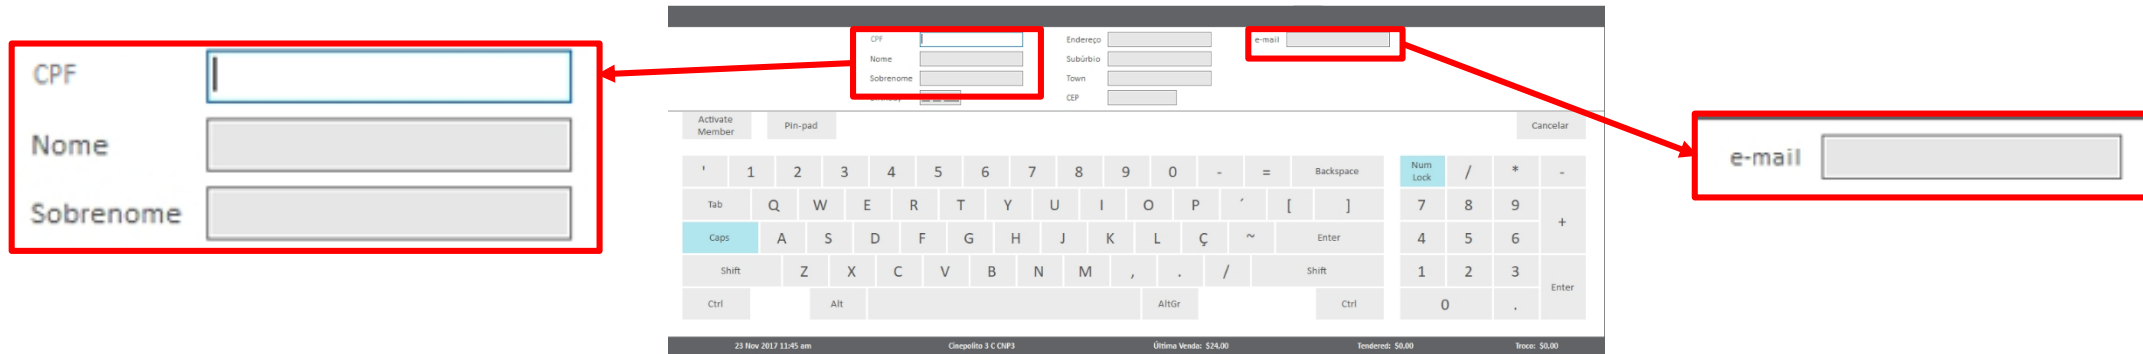 CPF
Nome
Sobrenome
CPF
Nome
Sobrenome
Endereço
Subúrbio
Town
CEP
e-mail
Activate
Member
Pin-pad
Cancelar
' 1 2 3 4 5 6 7 8 9 0 - = Backspace
Tab Q W E R T Y U I O P ´ [ ]
Caps A S D F G H J K L Ç ~ Enter
Shift Z X C V B N M , . / Shift
Ctrl Alt AltGr Ctrl
Num
Lock
/ * -
7 8 9
+
4 5 6
1 2 3
Enter
0 .
23 Nov 2017 11:45 am
Cinepolito 3 C CNP3
Última Venda: $24,00
Tendered: $0,00
Troco: $0,00
e-mail